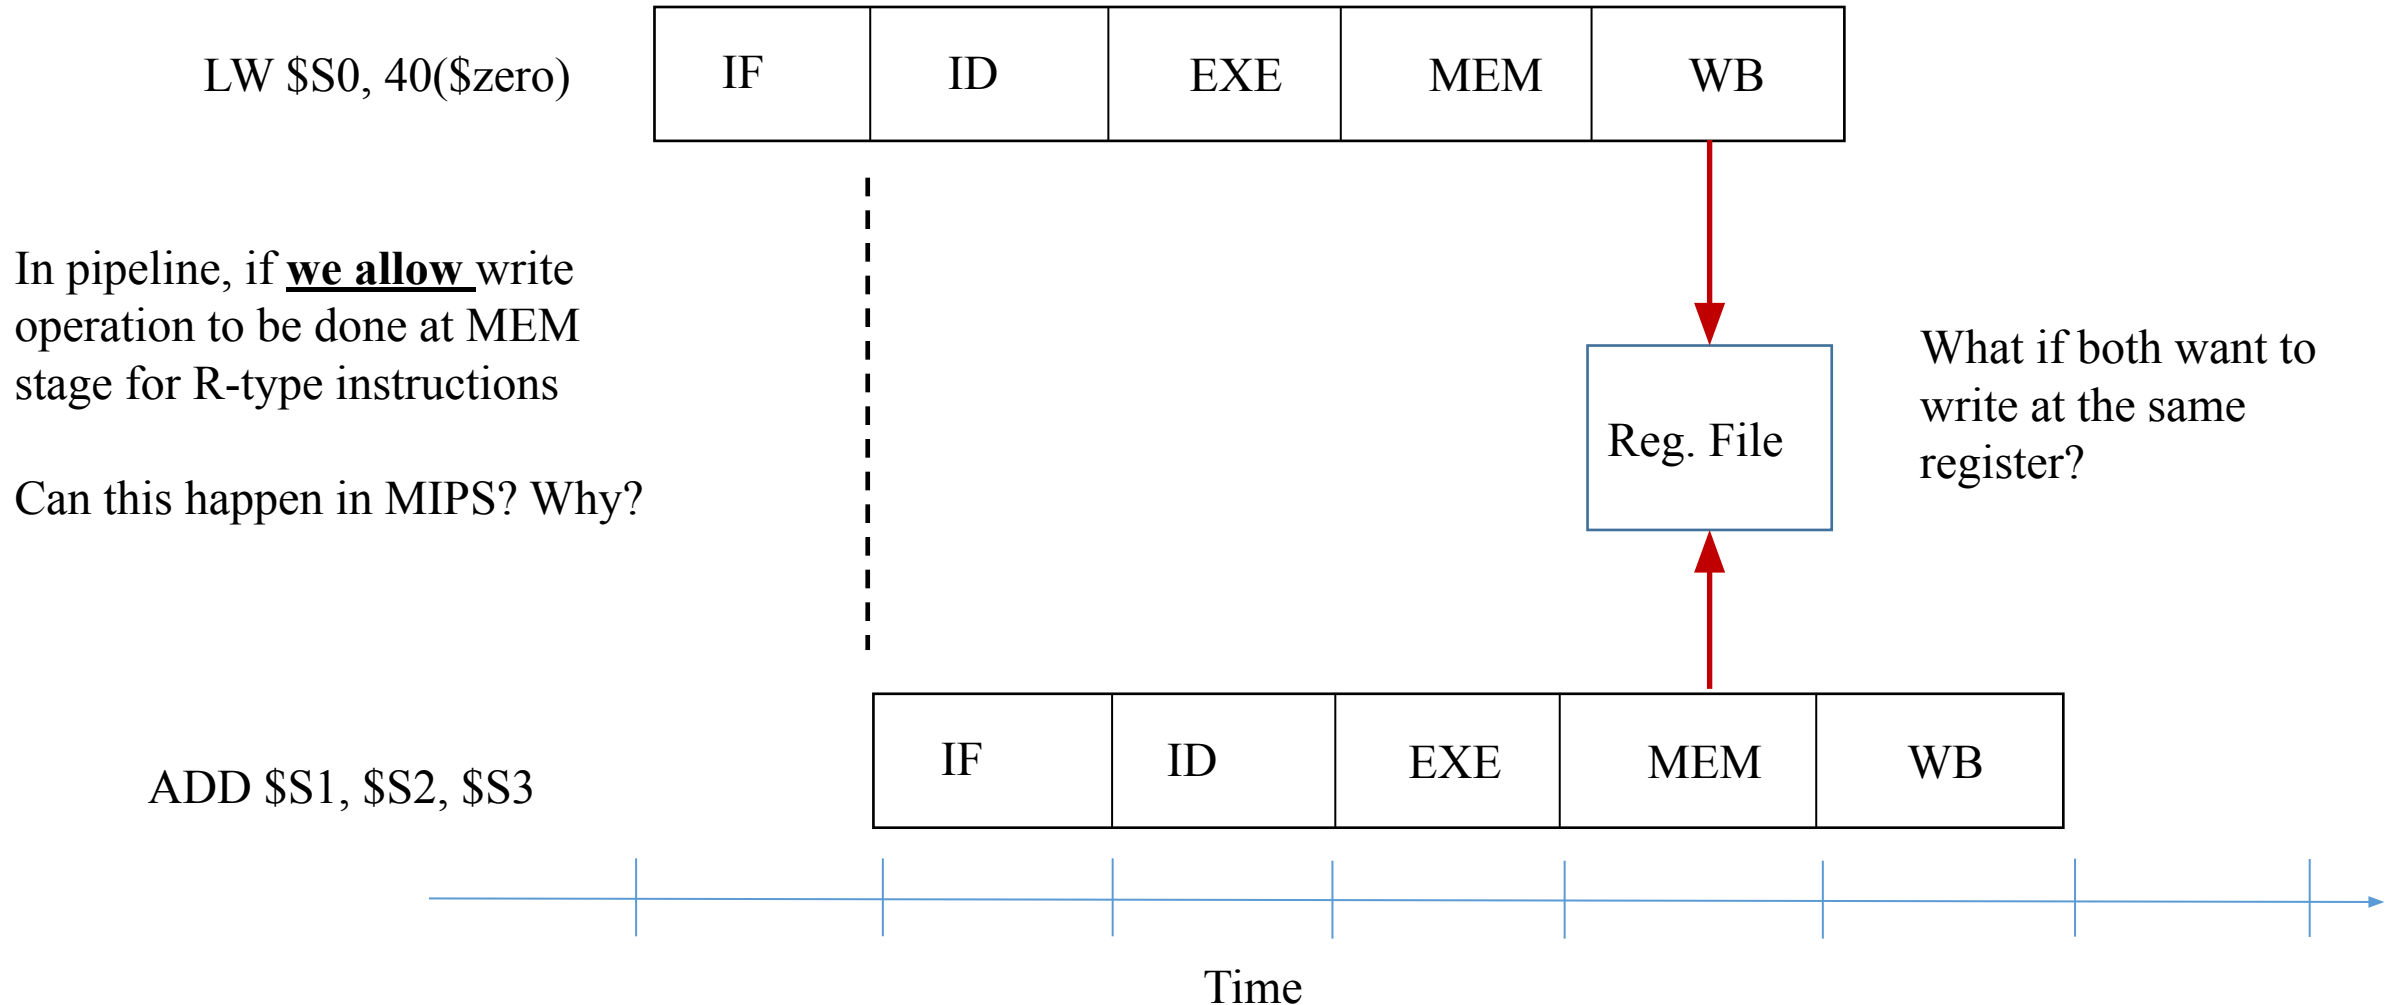 LW $S0, 40($zero)
IF
ID
EXE
MEM
WB
In pipeline, if we allow write
operation to be done at MEM
stage for R-type instructions
Can this happen in MIPS? Why?
Reg. File
What if both want to
write at the same
register?
ADD $S1, $S2, $S3
IF
ID
EXE
MEM
WB
Time